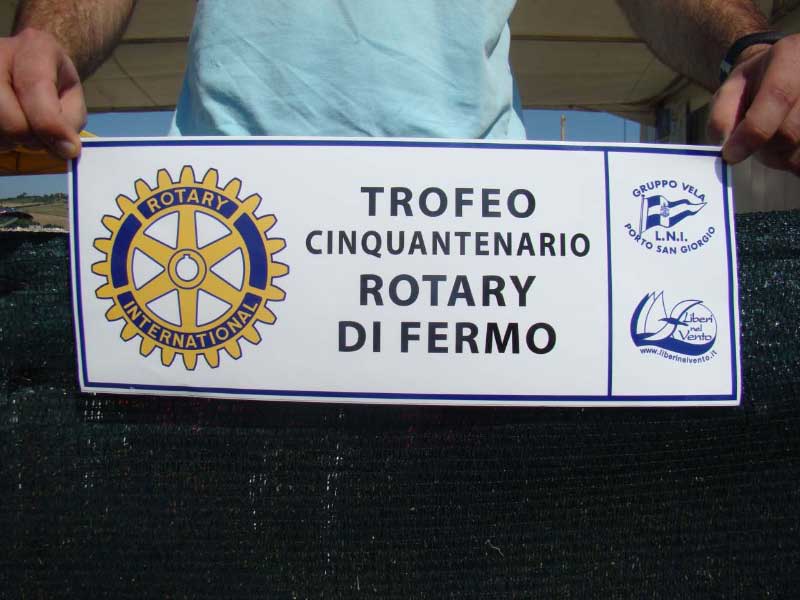 ROTARY
INTERNATIONAL
TROFEO
CINQUANTENARIO
ROTARY
DI FERMO
GRUPPO VELA
L.N.I.
PORTO SAN GIORGIO
Liberi
nel
Vento
www.liberinelvento.it